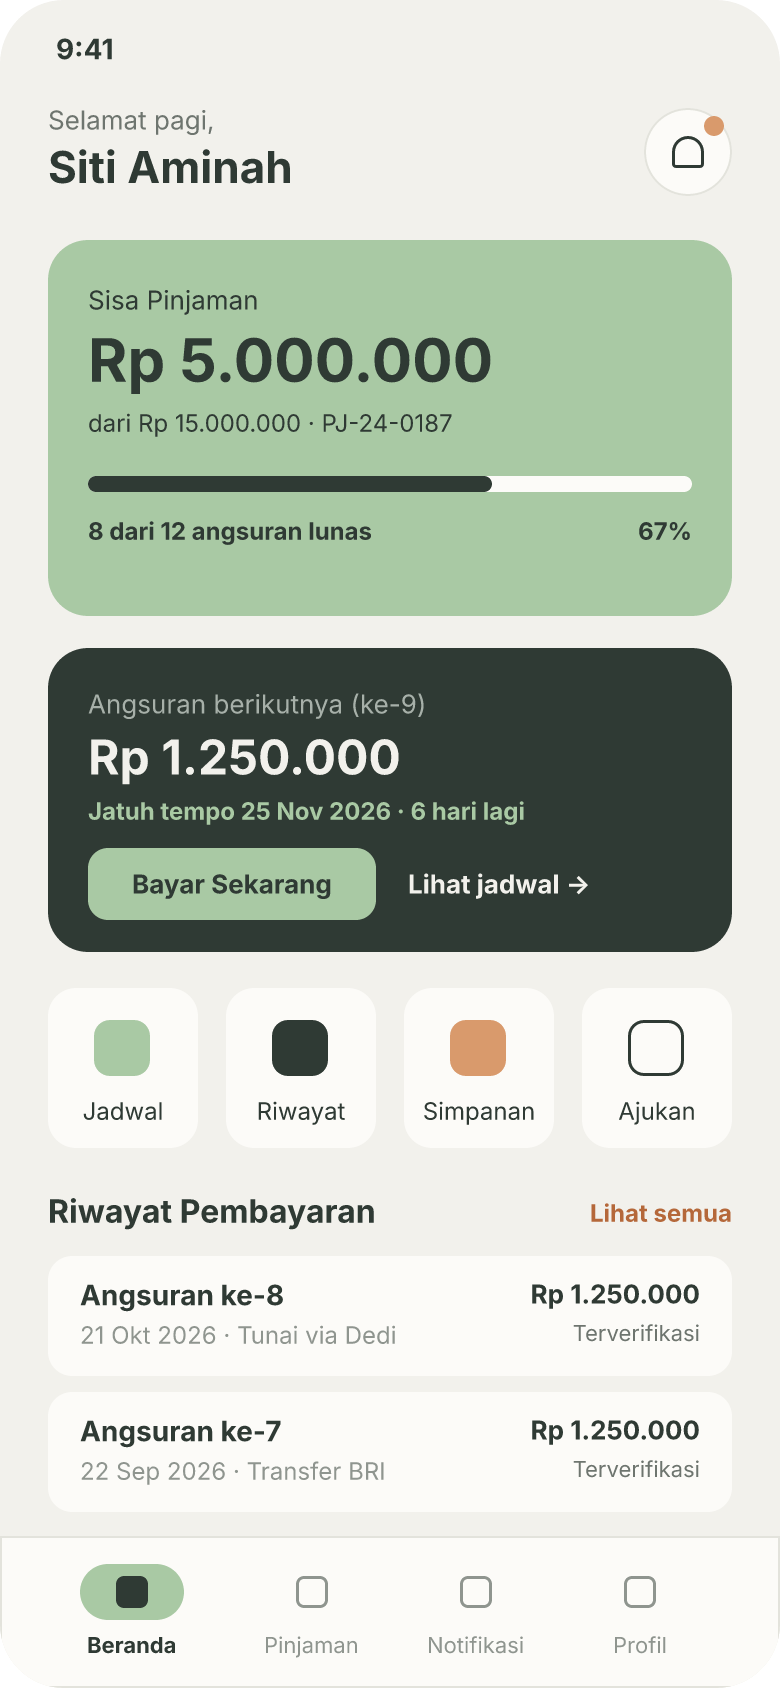 9:41
Selamat pagi,
Siti Aminah
Sisa Pinjaman
Rp 5.000.000
dari Rp 15.000.000 · PJ-24-0187
8 dari 12 angsuran lunas 67%
Angsuran berikutnya (ke-9)
Rp 1.250.000
Jatuh tempo 25 Nov 2026 · 6 hari lagi
Bayar Sekarang Lihat jadwal →
Jadwal Riwayat Simpanan Ajukan
Riwayat Pembayaran Lihat semua
Angsuran ke-8 Rp 1.250.000
21 Okt 2026 · Tunai via Dedi Terverifikasi
Angsuran ke-7 Rp 1.250.000
22 Sep 2026 · Transfer BRI Terverifikasi
Beranda Pinjaman Notifikasi Profil